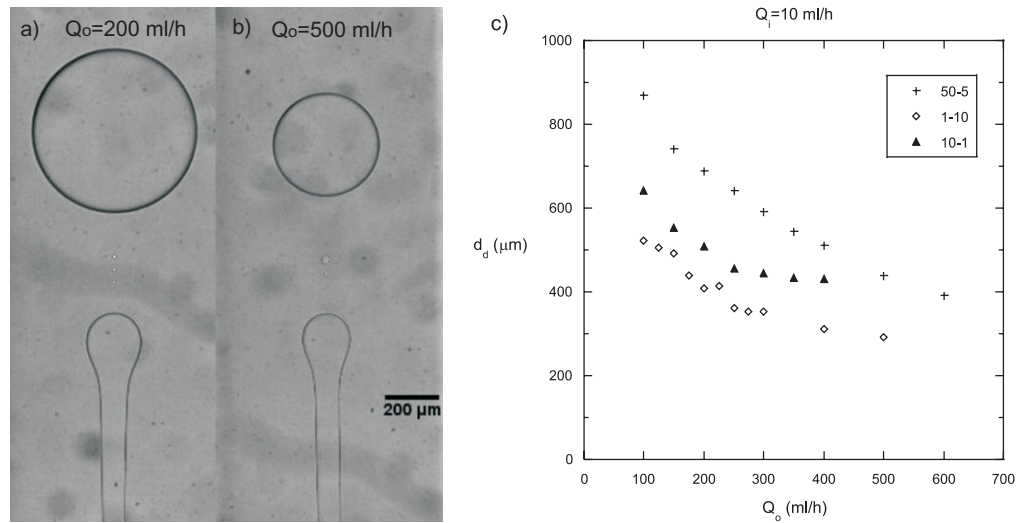 a) Qo=200 ml/h
b) Qo=500 ml/h
200 µm
c)
Qi=10 ml/h
1000
800
600
400
200
0
dd (µm)
50-5
1-10
10-1
0 100 200 300 400 500 600 700
Qo (ml/h)